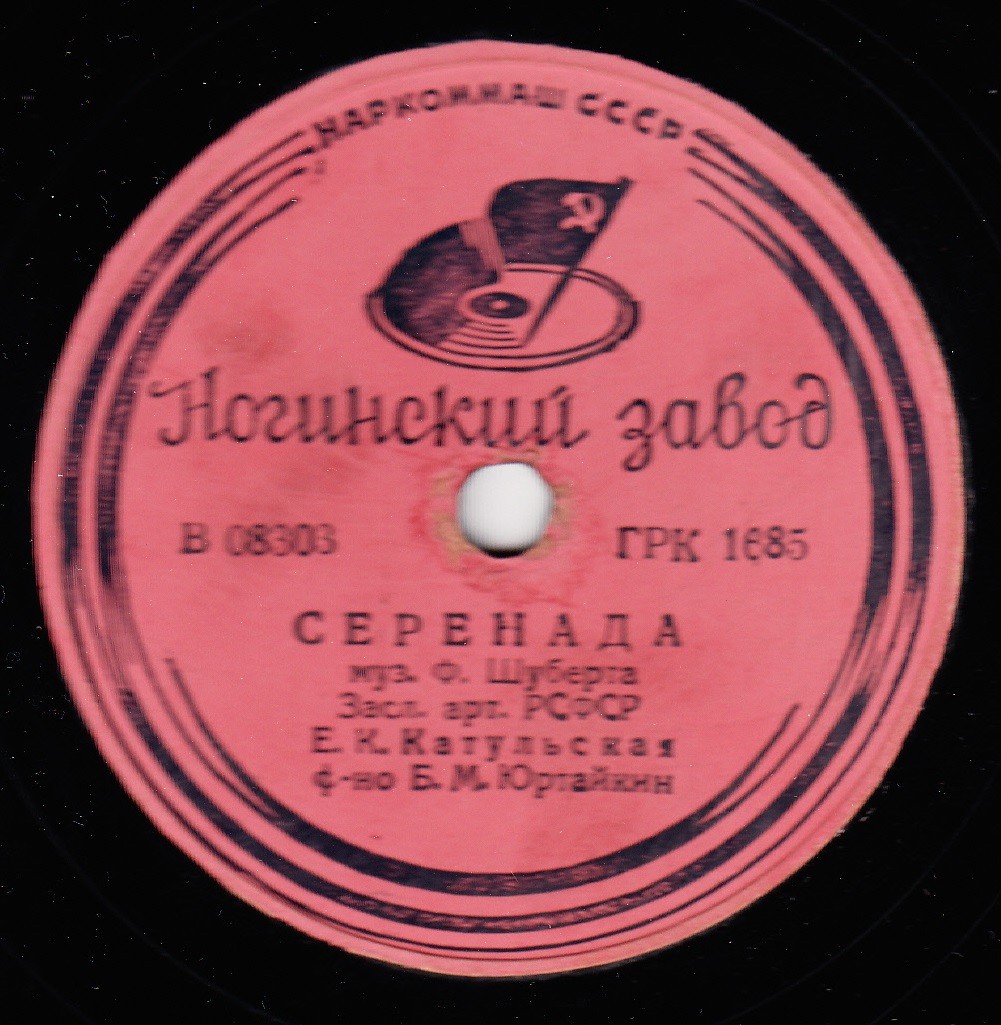 НАРКОММАШ СССР
Ногинский завод
В 08303
ГРК 1685
СЕРЕНАДА
муз. Ф. Шуберта
Засл. арт. РСФСР
Е. К. Катульская
ф-но Б. М. Юртайкин